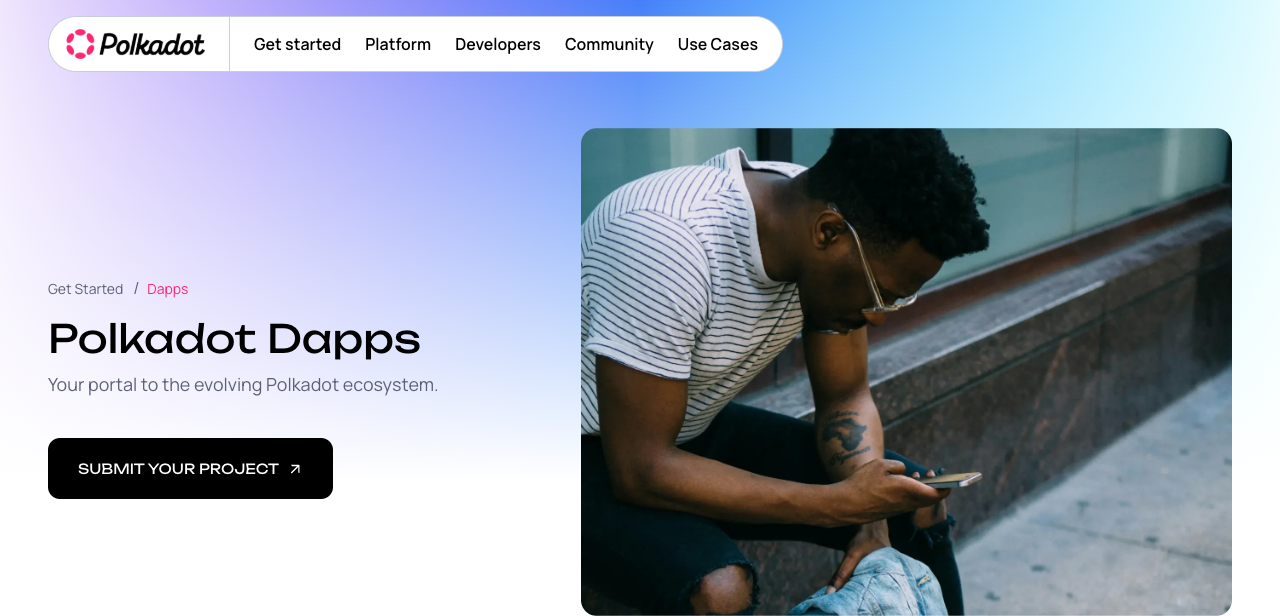 Polkadot
Get started Platform Developers Community Use Cases
Get Started / Dapps
Polkadot Dapps
Your portal to the evolving Polkadot ecosystem.
SUBMIT YOUR PROJECT